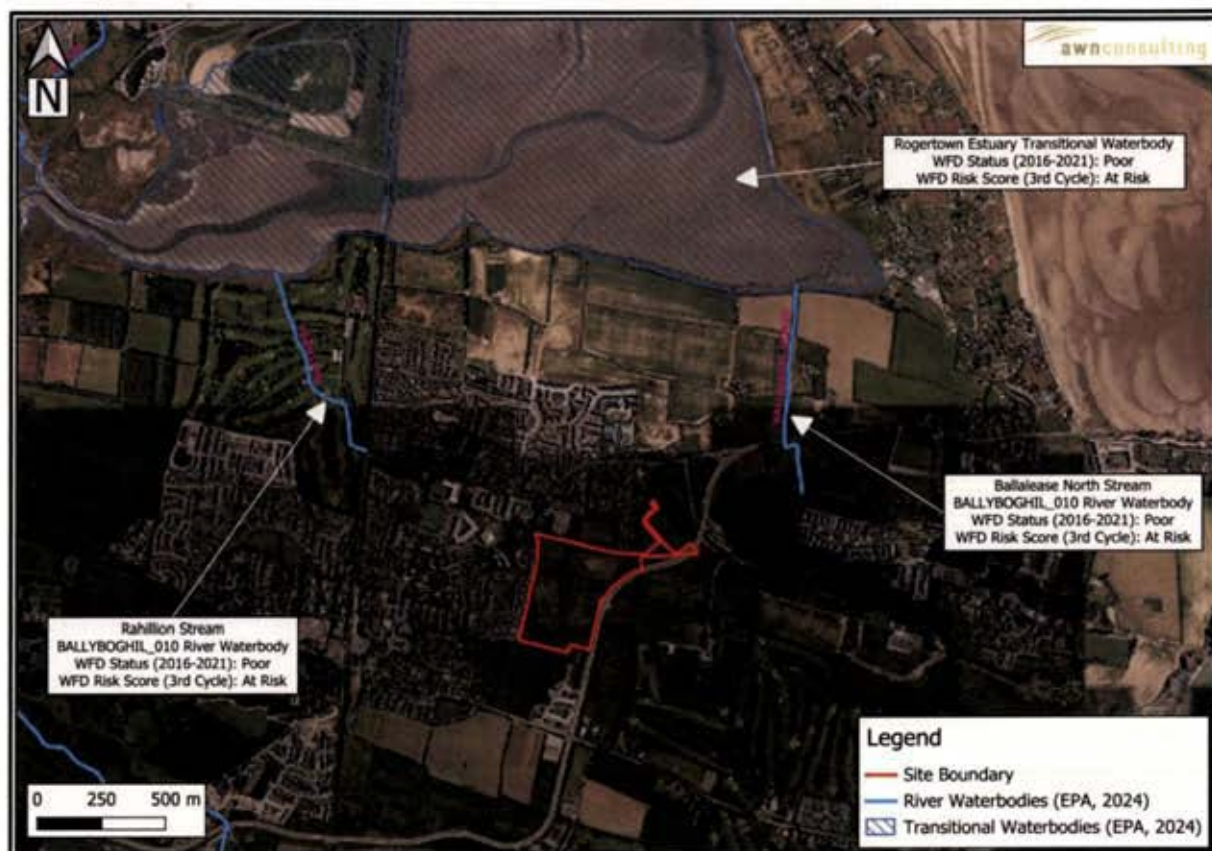 N
awnconsulting
Rogertown Estuary Transitional Waterbody
WFD Status (2016-2021): Poor
WFD Risk Score (3rd Cycle): At Risk
Ballalease North Stream
BALLYBOGHIL_010 River Waterbody
WFD Status (2016-2021): Poor
WFD Risk Score (3rd Cycle): At Risk
Rahillion Stream
BALLYBOGHIL_010 River Waterbody
WFD Status (2016-2021): Poor
WFD Risk Score (3rd Cycle): At Risk
Legend
Site Boundary
River Waterbodies (EPA, 2024)
Transitional Waterbodies (EPA, 2024)
0 250 500 m